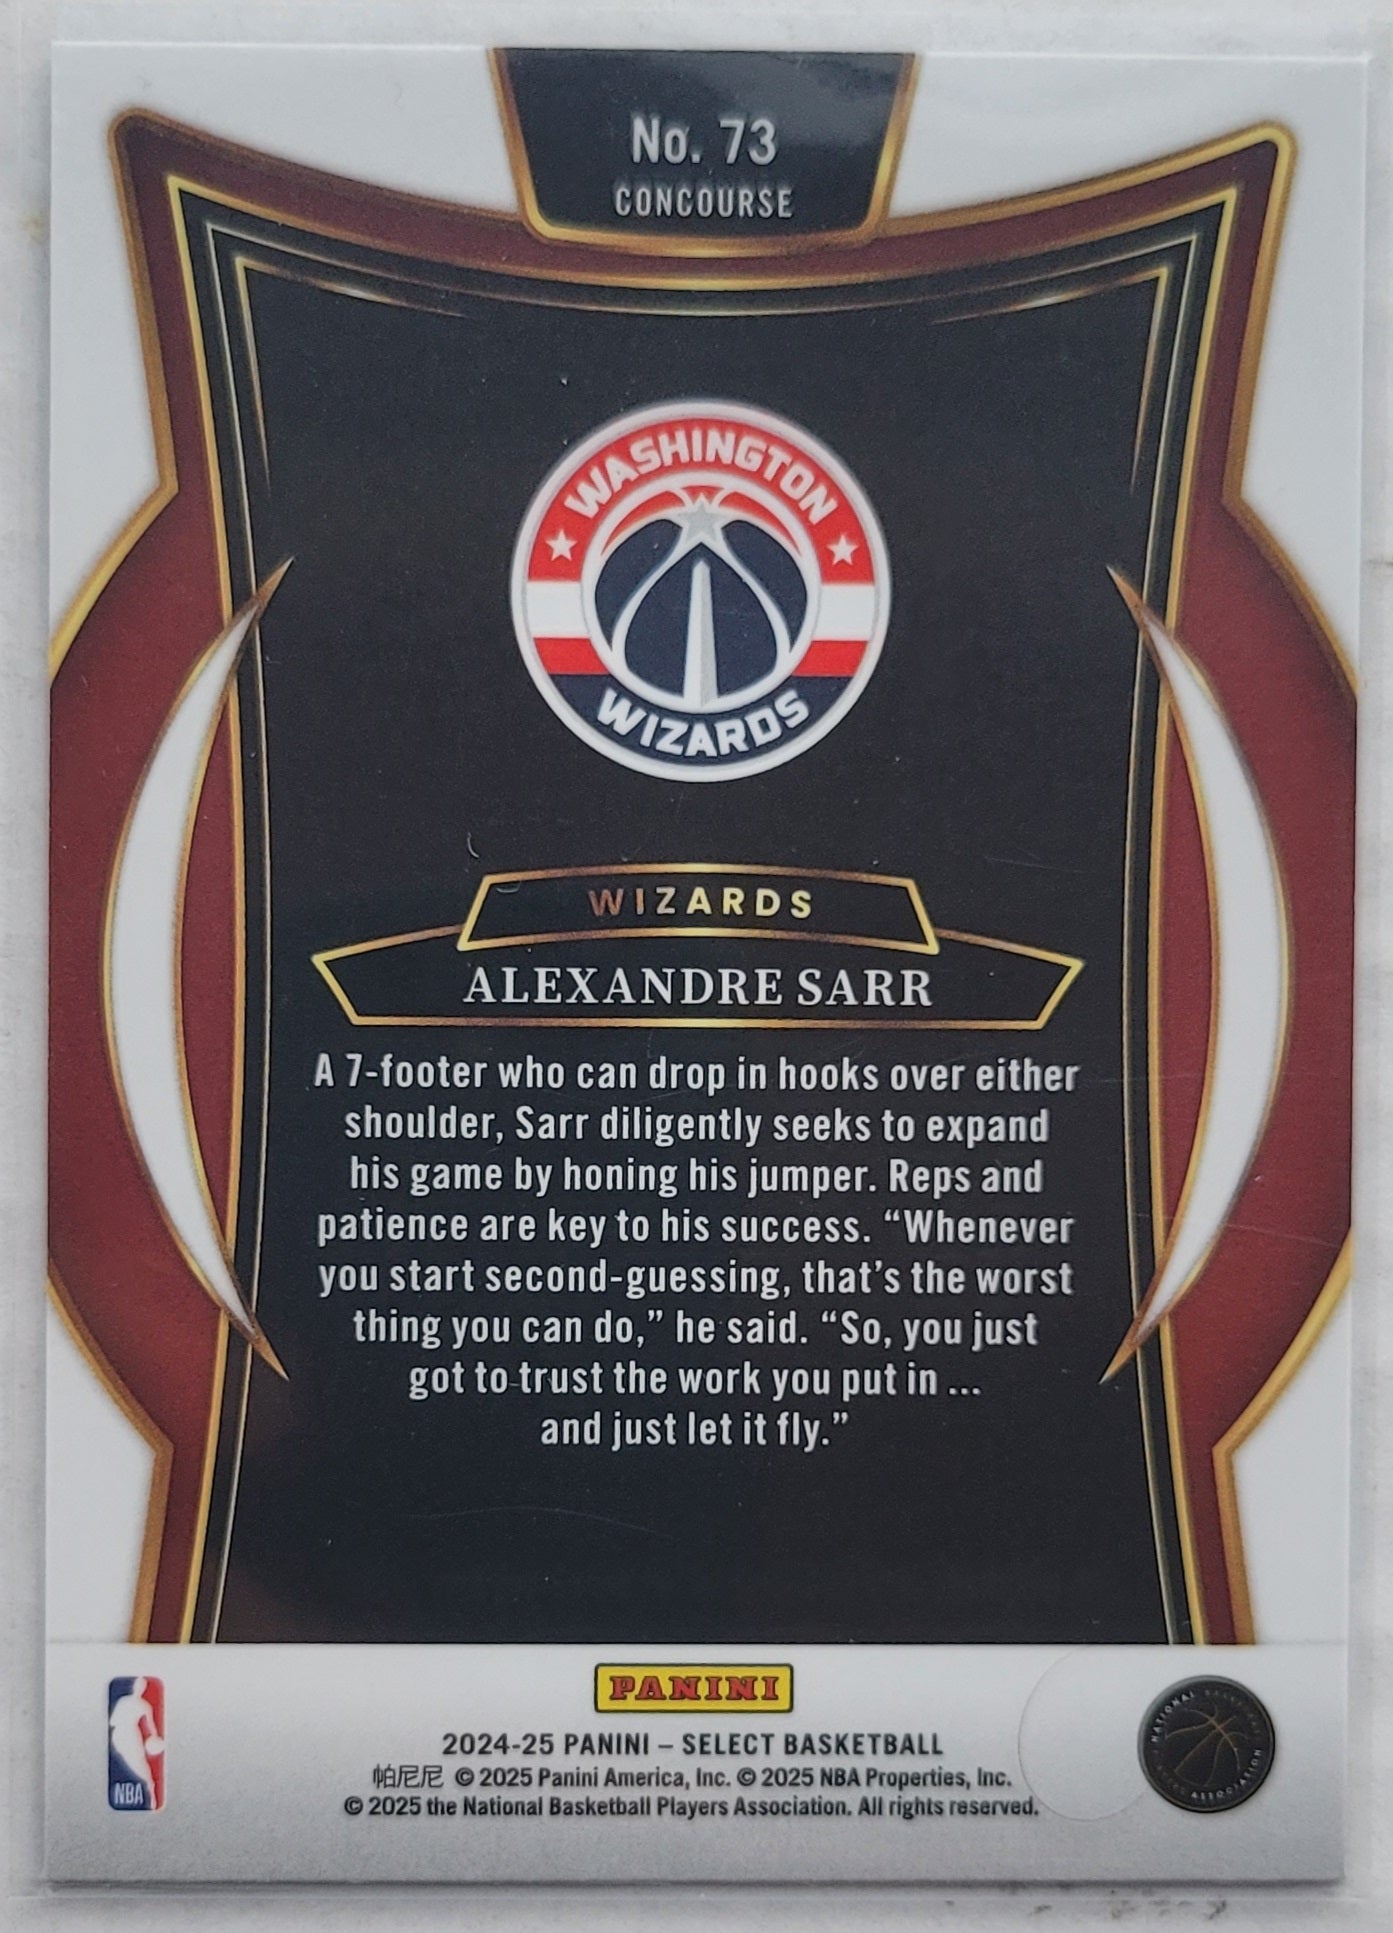 No. 73
CONCOURSE
WASHINGTON
WIZARDS
WIZARDS
ALEXANDRE SARR
A 7-footer who can drop in hooks over either
shoulder, Sarr diligently seeks to expand
his game by honing his jumper. Reps and
patience are key to his success. “Whenever
you start second-guessing, that’s the worst
thing you can do,” he said. “So, you just
got to trust the work you put in ...
and just let it fly.”
PANINI
2024-25 PANINI – SELECT BASKETBALL
帕尼尼 © 2025 Panini America, Inc. © 2025 NBA Properties, Inc.
© 2025 the National Basketball Players Association. All rights reserved.
NBA
NATIONAL BASKETBALL
PLAYERS ASSOCIATION